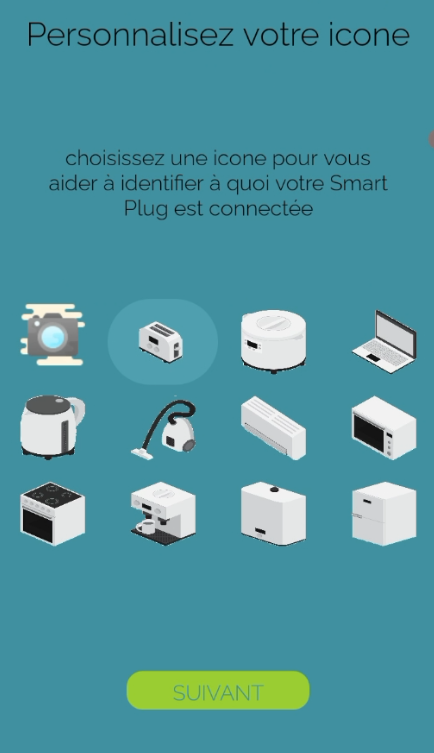 Personnalisez votre icone
choisissez une icone pour vous
aider à identifier à quoi votre Smart
Plug est connectée
SUIVANT